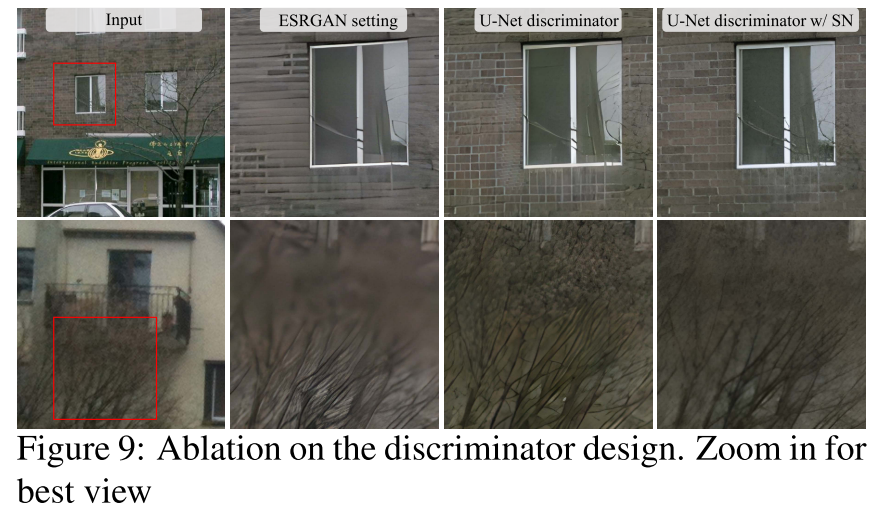 Input
ESRGAN setting
U-Net discriminator
U-Net discriminator w/ SN
Figure 9: Ablation on the discriminator design. Zoom in for
best view